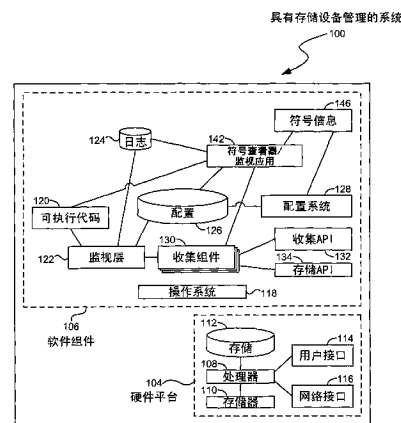 具有存储设备管理的系统
100
146
符号信息
142
124
日志
符号查看器/
监视应用
120
可执行代码
128
配置
126
配置系统
130
收集API
122
监视层
收集组件
134
132
存储API
操作系统
118
106
软件组件
112
存储
114
用户接口
104
108
处理器
硬件平台
110
存储器
116
网络接口